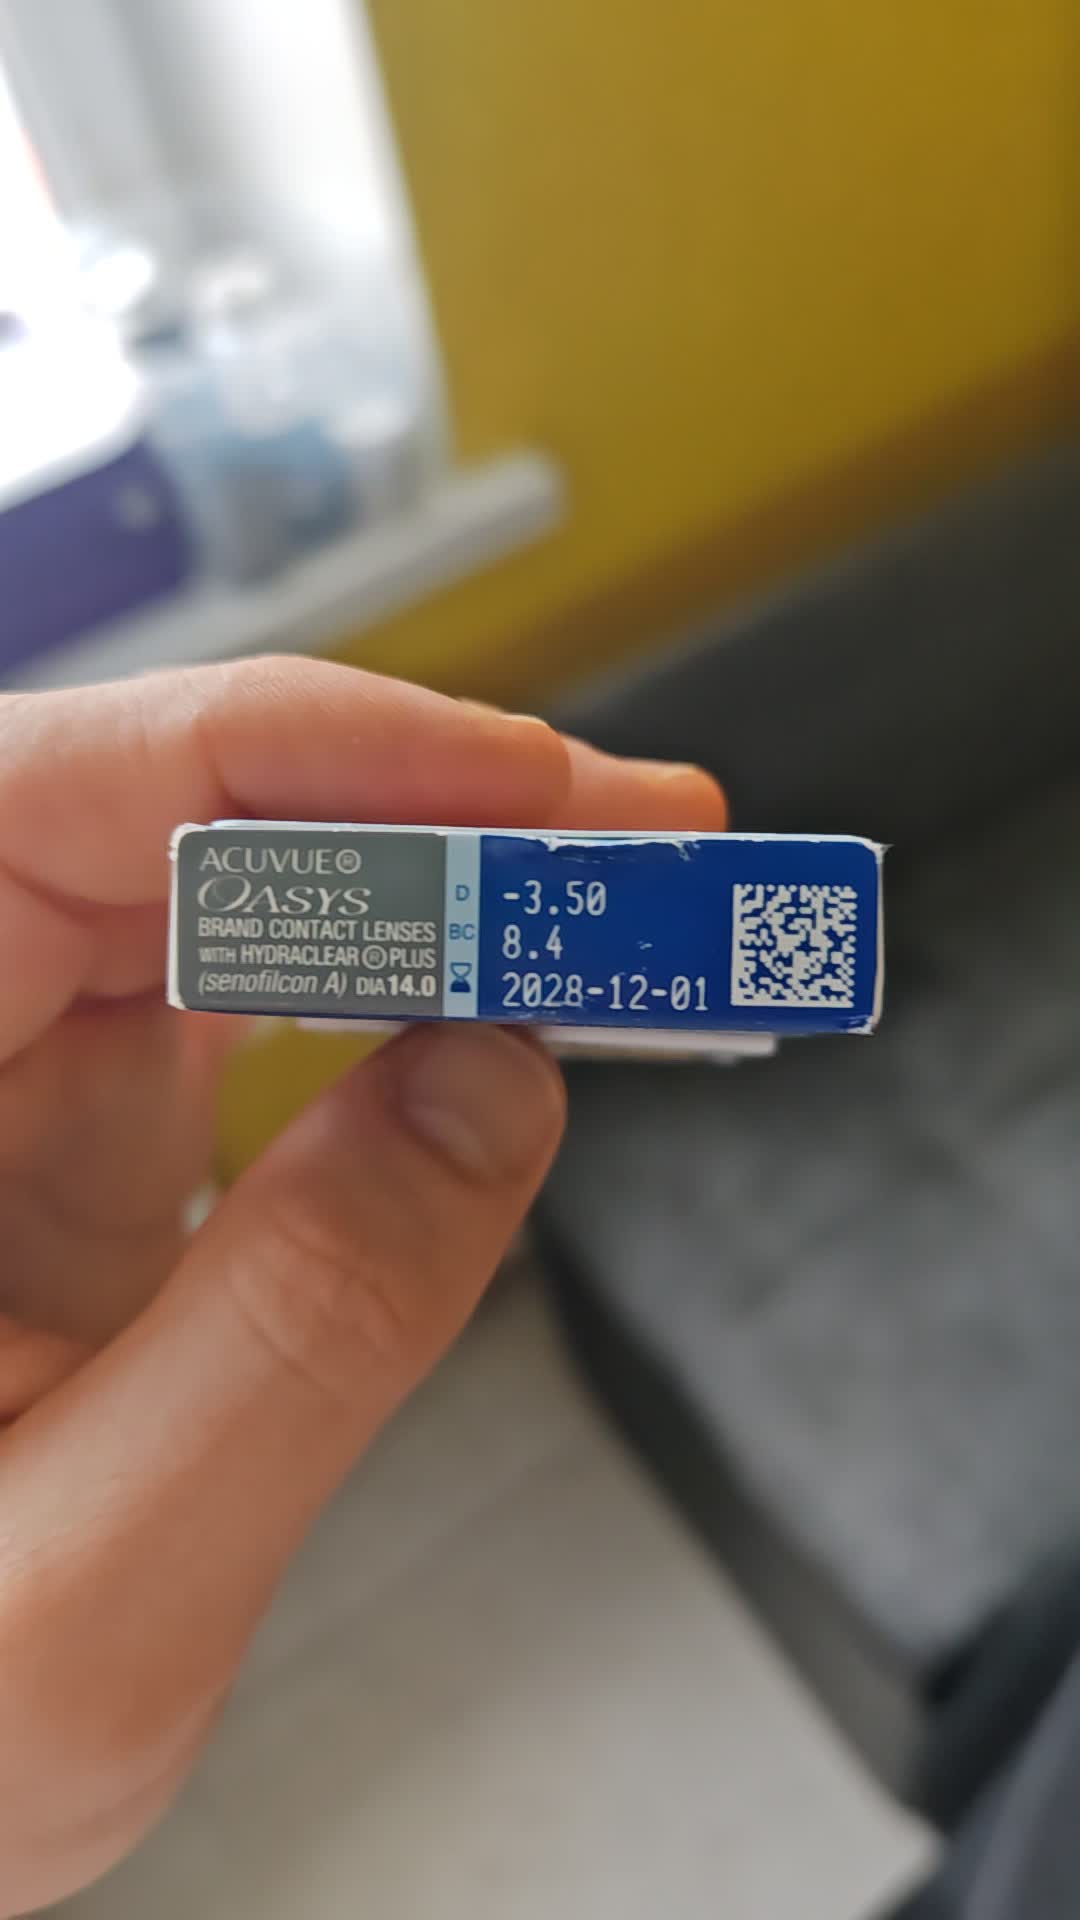 ACUVUE®
OASYS
BRAND CONTACT LENSES
WITH HYDRACLEAR® PLUS
(senofilcon A) DIA 14.0
D -3.50
BC 8.4
2028-12-01